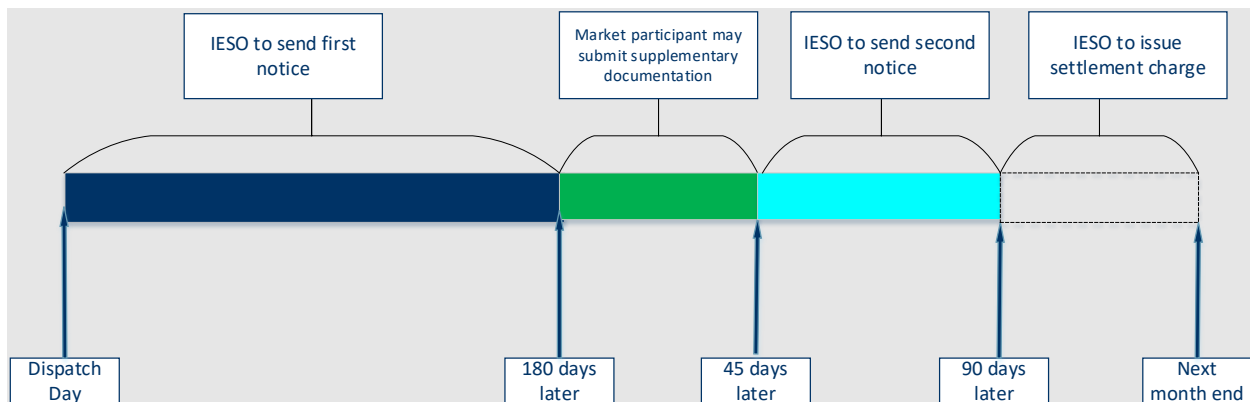 IESO to send first
notice
Market participant may
submit supplementary
documentation
IESO to send second
notice
IESO to issue
settlement charge
Dispatch
Day
180 days
later
45 days
later
90 days
later
Next
month end